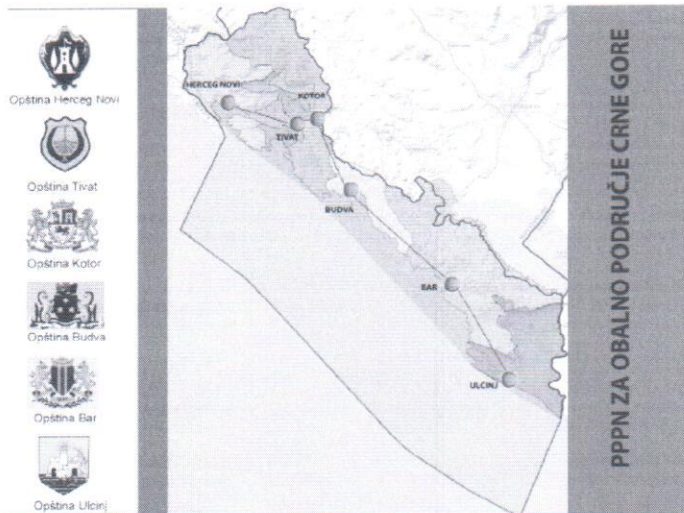 Opština Herceg Novi
Opština Tivat
Opština Kotor
Opština Budva
Opština Bar
Opština Ulcinj
HERCEG NOVI
KOTOR
TIVAT
BUDVA
BAR
ULCINJ
PPPN ZA OBALNO PODRUČJE CRNE GORE